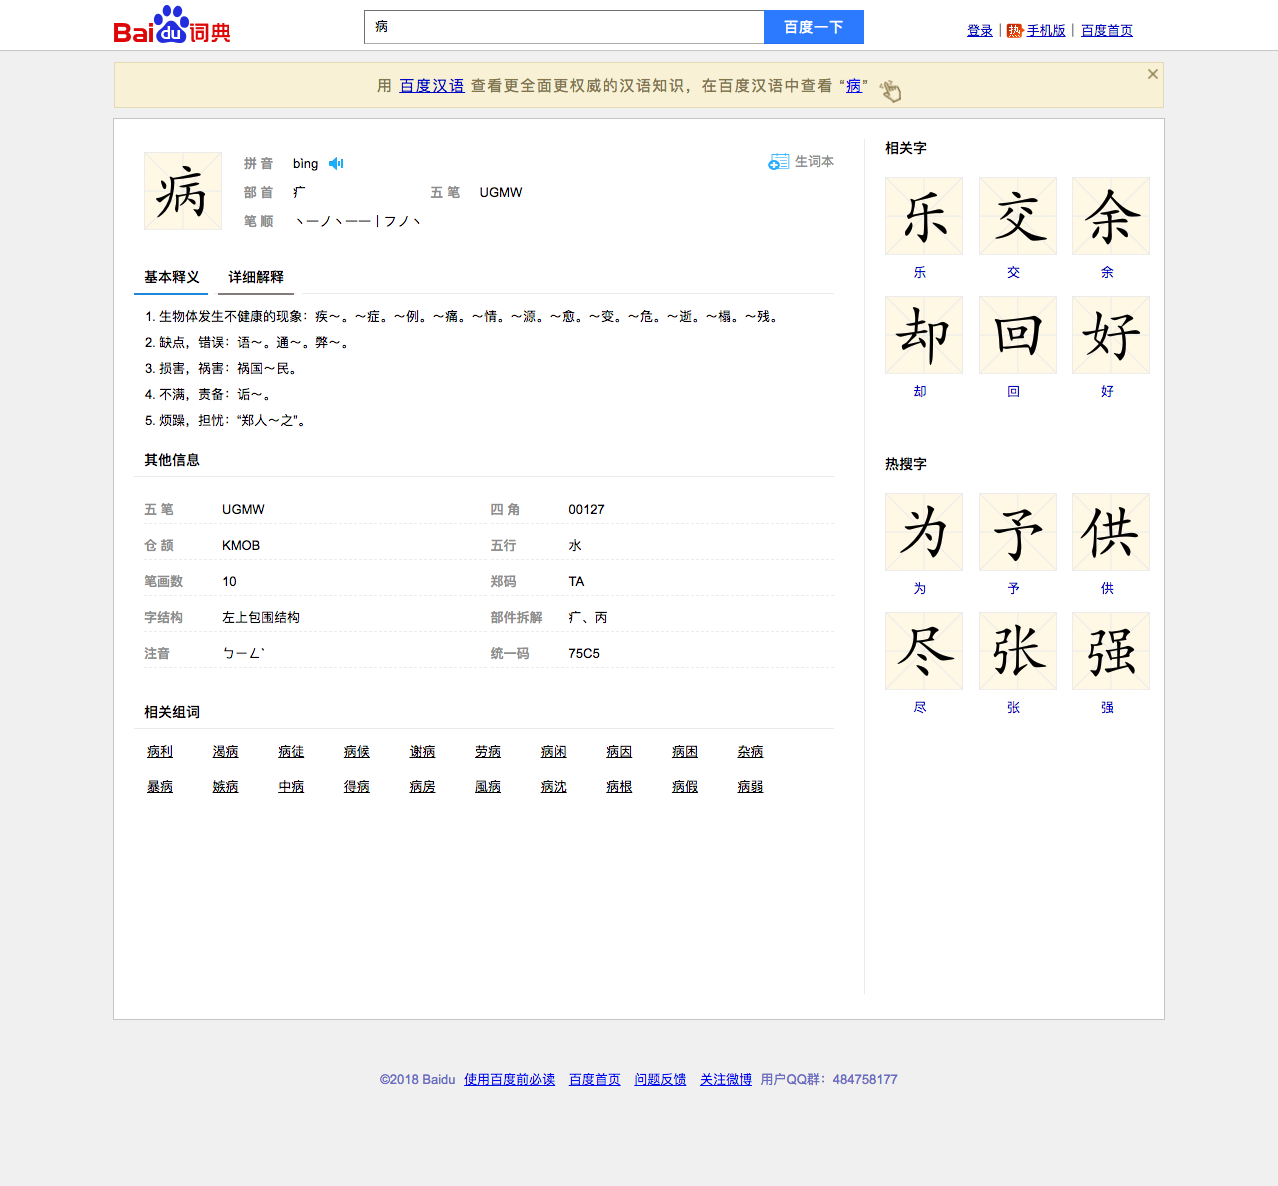 Bai du 词典
病
百度一下
登录 | 热 手机版 | 百度首页
用 百度汉语 查看更全面更权威的汉语知识，在百度汉语中查看 “病”
病
拼 音 bìng
生词本
部 首 疒 五 笔 UGMW
笔 顺 丶一ノ丶一一丨フノ丶
基本释义 详细解释
1. 生物体发生不健康的现象：疾～。～症。～例。～痛。～情。～源。～愈。～变。～危。～逝。～榻。～残。
2. 缺点，错误：语～。通～。弊～。
3. 损害，祸害：祸国～民。
4. 不满，责备：诟～。
5. 烦躁，担忧：“郑人～之”。
其他信息
五 笔 UGMW 四 角 00127
仓 颉 KMOB 五行 水
笔画数 10 郑码 TA
字结构 左上包围结构 部件拆解 疒、丙
注音 ㄅㄧㄥˋ 统一码 75C5
相关组词
病利 渴病 病徒 病候 谢病 劳病 病闲 病因 病困 杂病
暴病 嫉病 中病 得病 病房 風病 病沈 病根 病假 病弱
相关字
乐 交 余
乐 交 余
却 回 好
却 回 好
热搜字
为 予 供
为 予 供
尽 张 强
尽 张 强
©2018 Baidu 使用百度前必读 百度首页 问题反馈 关注微博 用户QQ群：484758177